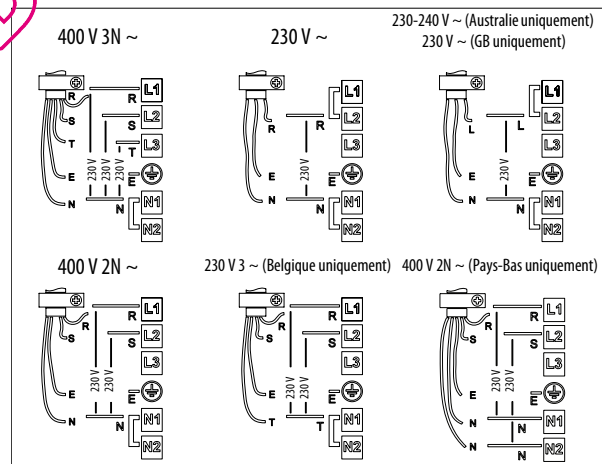 400 V 3N ~
230 V ~
230-240 V ~ (Australie uniquement)
230 V ~ (GB uniquement)
R
S
T
E
N
230 V
230 V
230 V
R
S
T
E
N
L1
L2
L3
N1
N2
R
E
N
230 V
R
E
N
L1
L2
L3
N1
N2
L
E
N
230 V
L
E
N
L1
L2
L3
N1
N2
400 V 2N ~
230 V 3 ~ (Belgique uniquement)
400 V 2N ~ (Pays-Bas uniquement)
R
S
E
N
230 V
230 V
R
S
E
N
L1
L2
L3
N1
N2
R
S
E
T
230 V
230 V
R
S
E
T
L1
L2
L3
N1
N2
R
S
E
N
N
230 V
230 V
R
S
E
N
N
L1
L2
L3
N1
N2